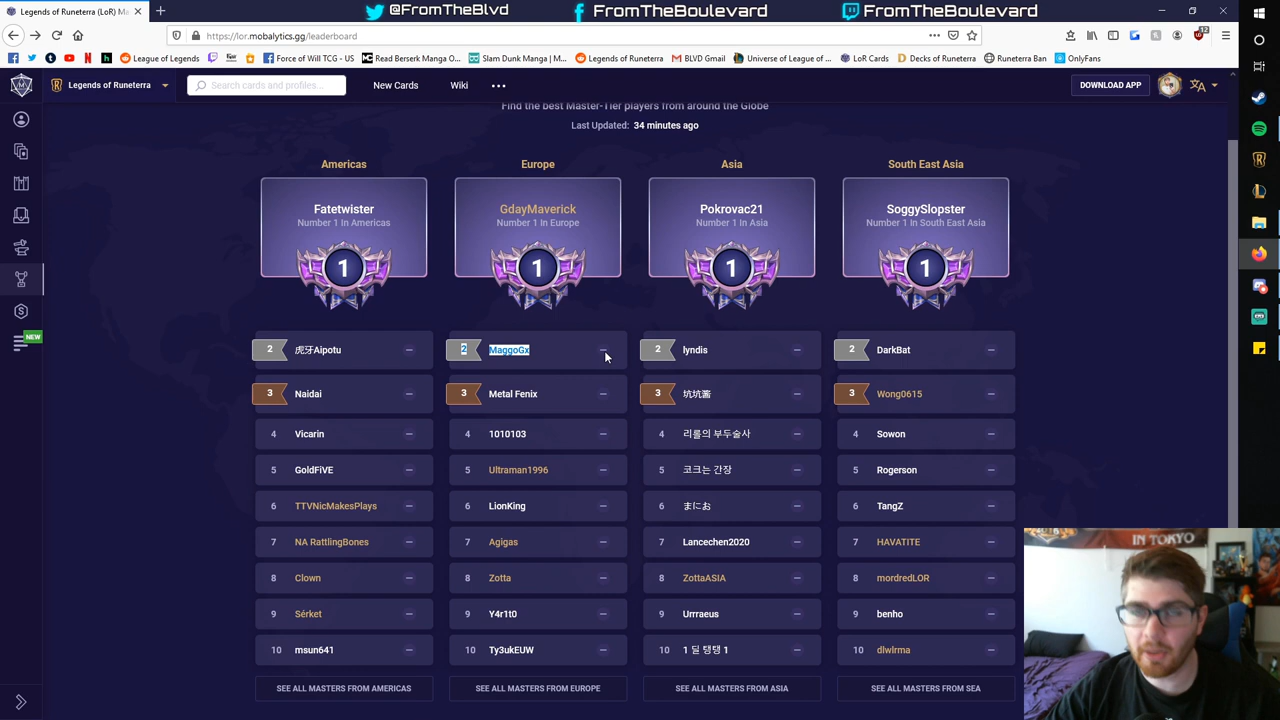 Legends of Runeterra (LoR) Ma
@FromTheBlvd
FromTheBoulevard
FromTheBoulevard
https://lor.mobalytics.gg/leaderboard
League of Legends
Force of Will TCG - US
Read Berserk Manga O...
Slam Dunk Manga | M...
Legends of Runeterra
BLVD Gmail
Universe of League of ...
LoR Cards
Decks of Runeterra
Runeterra Ban
OnlyFans
Legends of Runeterra
Search cards and profiles...
New Cards
Wiki
DOWNLOAD APP
Find the best Master-Tier players from around the Globe
Last Updated: 34 minutes ago
Americas
Europe
Asia
South East Asia
Fatetwister
GdayMaverick
Pokrovac21
SoggySlopster
Number 1 In Americas
Number 1 In Europe
Number 1 In Asia
Number 1 In South East Asia
1
1
1
1
2 虎牙Aipotu
2 MaggoGx
2 lyndis
2 DarkBat
3 Naidai
3 Metal Fenix
3 坑坑酱
3 Wong0615
4 Vicarin
4 1010103
4 리롤의 부두술사
4 Sowon
5 GoldFiVE
5 Ultraman1996
5 코크는 간장
5 Rogerson
6 TTVNicMakesPlays
6 LionKing
6 まにお
6 TangZ
7 NA RattlingBones
7 Agigas
7 Lancechen2020
7 HAVATITE
8 Clown
8 Zotta
8 ZottaASIA
8 mordredLOR
9 Sérket
9 Y4r1t0
9 Urrraeus
9 benho
10 msun641
10 Ty3ukEUW
10 1 딜 탱탱 1
10 dlwlrma
SEE ALL MASTERS FROM AMERICAS
SEE ALL MASTERS FROM EUROPE
SEE ALL MASTERS FROM ASIA
SEE ALL MASTERS FROM SEA
NEW
IN TOKYO